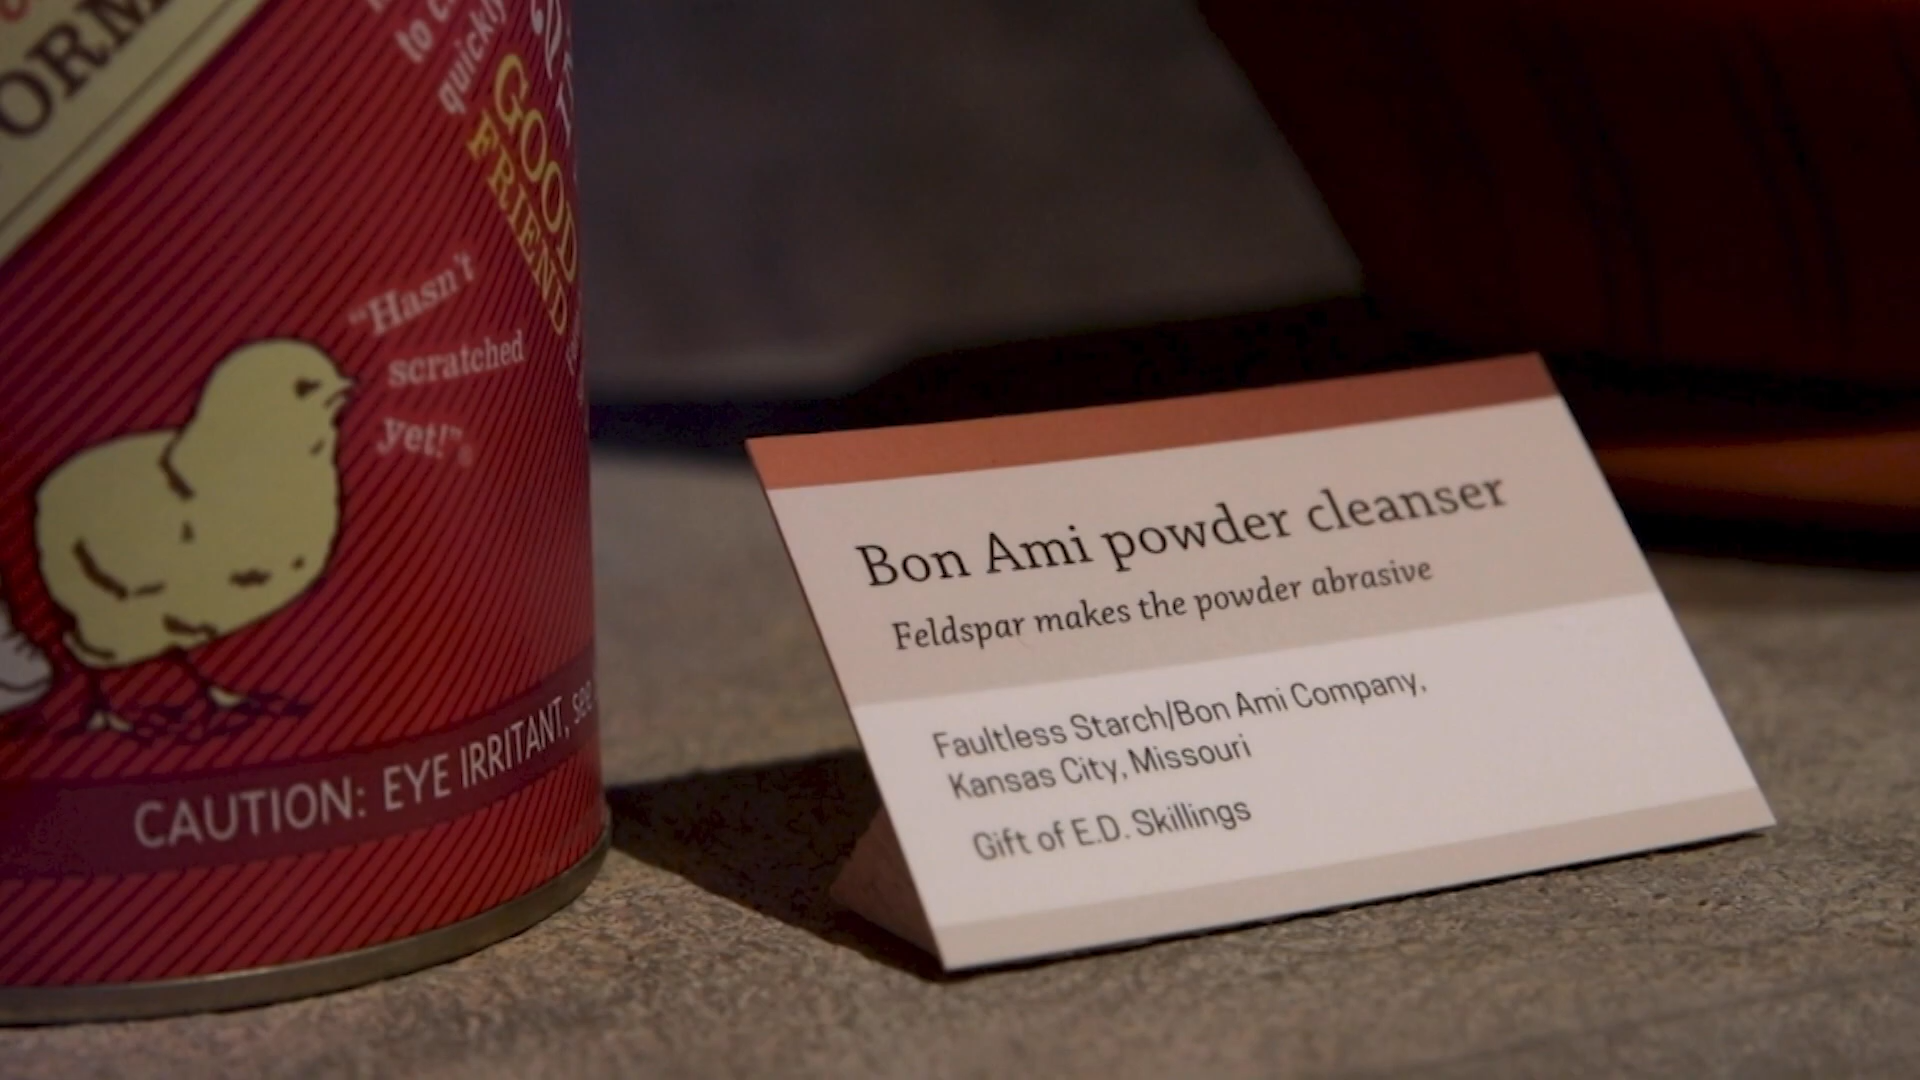 ORM
quickly
GOOD
FRIEND
"Hasn't
scratched
yet!"®
CAUTION: EYE IRRITANT, see
Bon Ami powder cleanser
Feldspar makes the powder abrasive
Faultless Starch/Bon Ami Company,
Kansas City, Missouri
Gift of E.D. Skillings